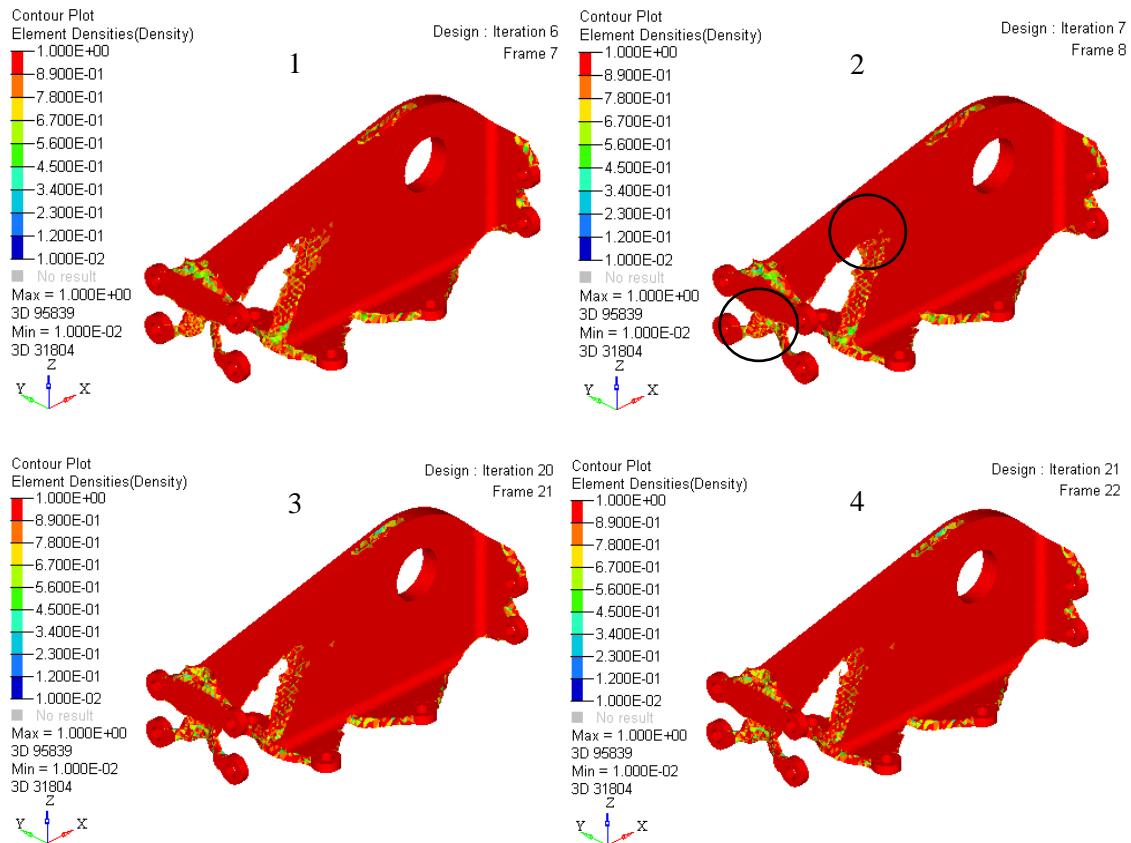 Contour Plot
Element Densities(Density)
Design : Iteration 6
Frame 7
1
1.000E+00
8.900E-01
7.800E-01
6.700E-01
5.600E-01
4.500E-01
3.400E-01
2.300E-01
1.200E-01
1.000E-02
No result
Max = 1.000E+00
3D 95839
Min = 1.000E-02
3D 31804
Z
Y
X
Contour Plot
Element Densities(Density)
Design : Iteration 7
Frame 8
2
1.000E+00
8.900E-01
7.800E-01
6.700E-01
5.600E-01
4.500E-01
3.400E-01
2.300E-01
1.200E-01
1.000E-02
No result
Max = 1.000E+00
3D 95839
Min = 1.000E-02
3D 31804
Z
Y
X
Contour Plot
Element Densities(Density)
Design : Iteration 20
Frame 21
3
1.000E+00
8.900E-01
7.800E-01
6.700E-01
5.600E-01
4.500E-01
3.400E-01
2.300E-01
1.200E-01
1.000E-02
No result
Max = 1.000E+00
3D 95839
Min = 1.000E-02
3D 31804
Z
Y
X
Contour Plot
Element Densities(Density)
Design : Iteration 21
Frame 22
4
1.000E+00
8.900E-01
7.800E-01
6.700E-01
5.600E-01
4.500E-01
3.400E-01
2.300E-01
1.200E-01
1.000E-02
No result
Max = 1.000E+00
3D 95839
Min = 1.000E-02
3D 31804
Z
Y
X